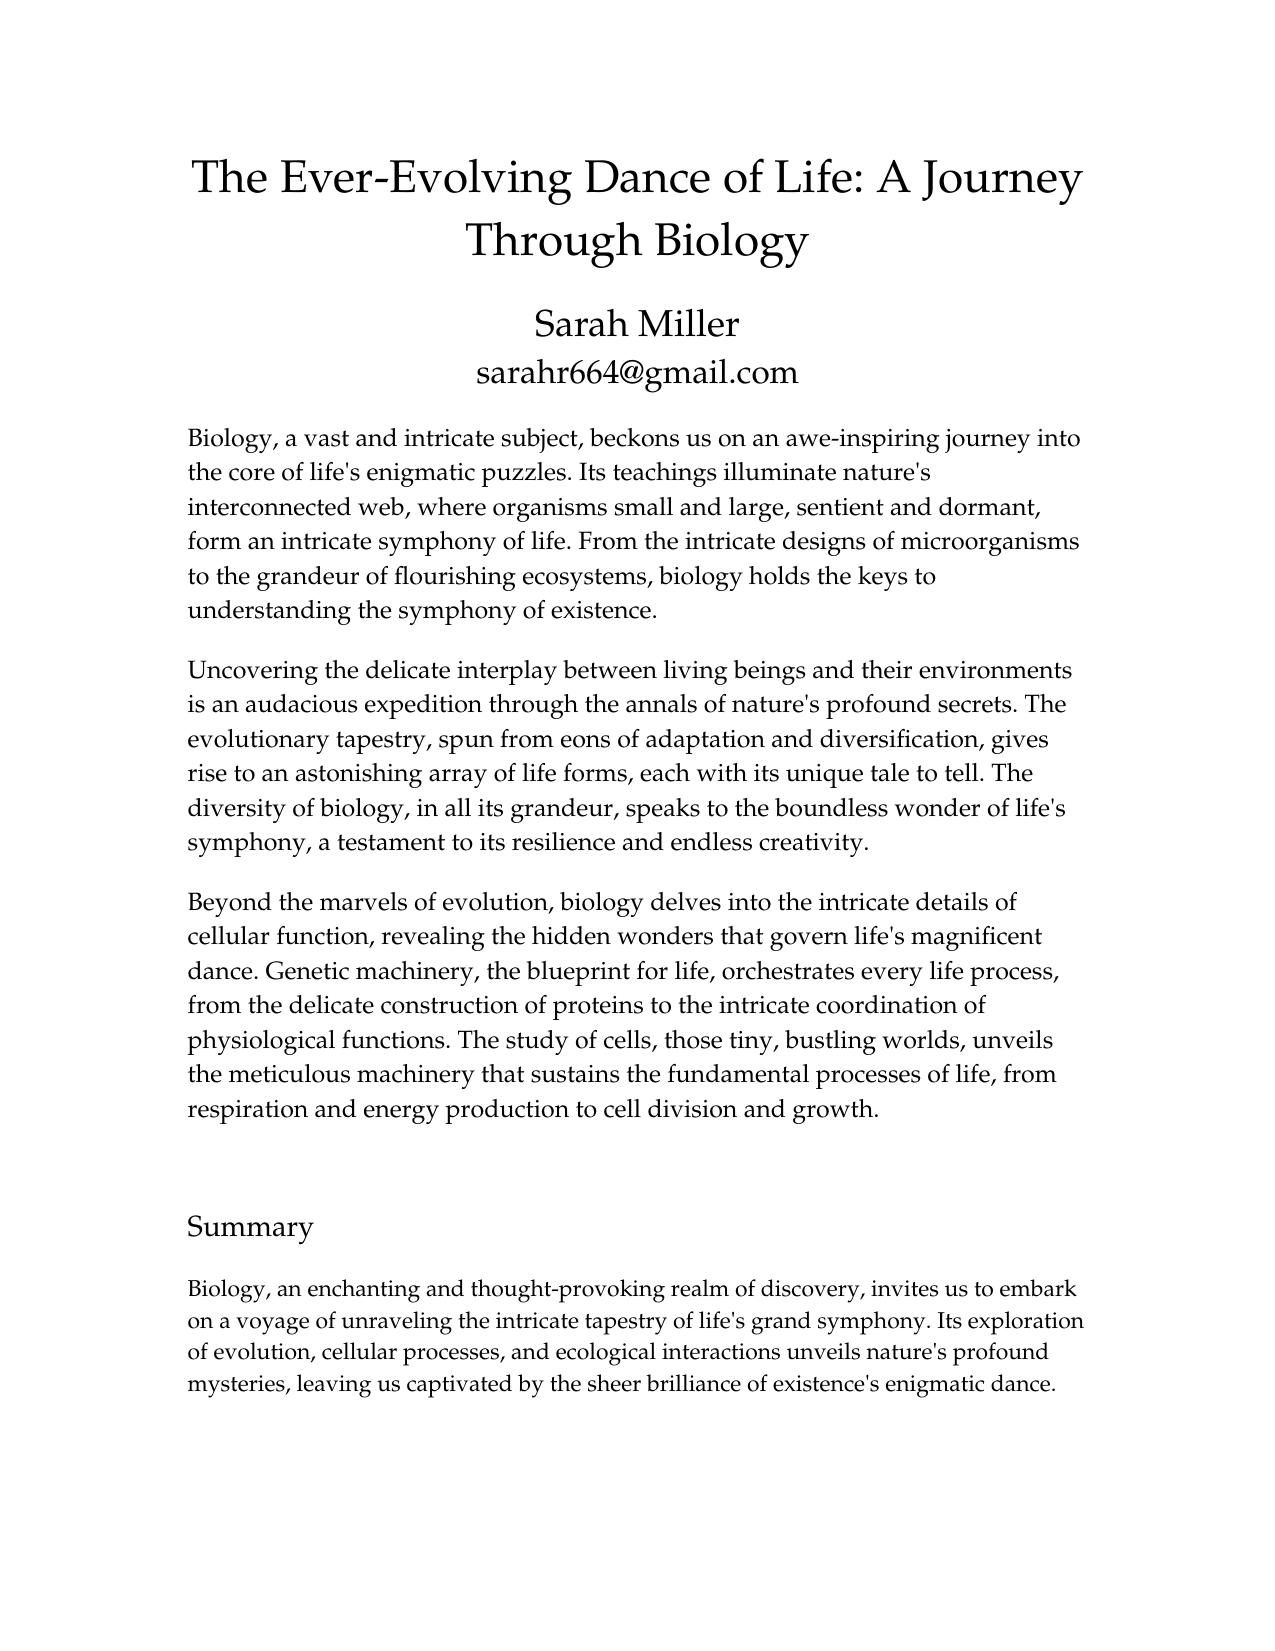 The Ever-Evolving Dance of Life: A Journey
Through Biology
Sarah Miller
sarahr664@gmail.com
Biology, a vast and intricate subject, beckons us on an awe-inspiring journey into
the core of life's enigmatic puzzles. Its teachings illuminate nature's
interconnected web, where organisms small and large, sentient and dormant,
form an intricate symphony of life. From the intricate designs of microorganisms
to the grandeur of flourishing ecosystems, biology holds the keys to
understanding the symphony of existence.
Uncovering the delicate interplay between living beings and their environments
is an audacious expedition through the annals of nature's profound secrets. The
evolutionary tapestry, spun from eons of adaptation and diversification, gives
rise to an astonishing array of life forms, each with its unique tale to tell. The
diversity of biology, in all its grandeur, speaks to the boundless wonder of life's
symphony, a testament to its resilience and endless creativity.
Beyond the marvels of evolution, biology delves into the intricate details of
cellular function, revealing the hidden wonders that govern life's magnificent
dance. Genetic machinery, the blueprint for life, orchestrates every life process,
from the delicate construction of proteins to the intricate coordination of
physiological functions. The study of cells, those tiny, bustling worlds, unveils
the meticulous machinery that sustains the fundamental processes of life, from
respiration and energy production to cell division and growth.
Summary
Biology, an enchanting and thought-provoking realm of discovery, invites us to embark
on a voyage of unraveling the intricate tapestry of life's grand symphony. Its exploration
of evolution, cellular processes, and ecological interactions unveils nature's profound
mysteries, leaving us captivated by the sheer brilliance of existence's enigmatic dance.